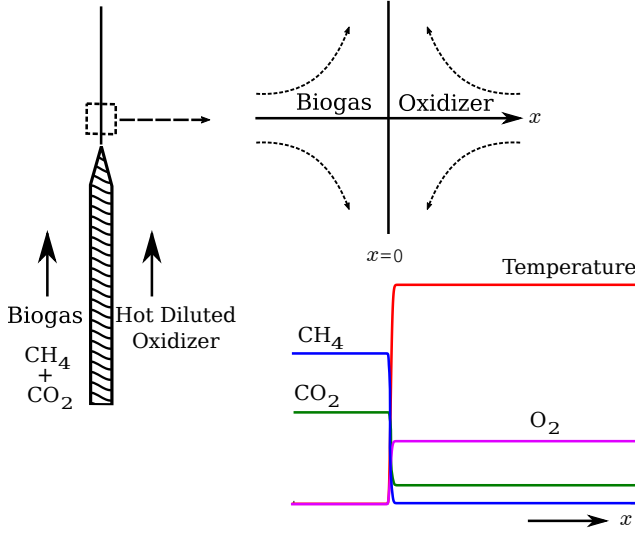 Biogas
CH4
+
CO2
Hot Diluted
Oxidizer
Biogas
Oxidizer
x
x=0
Temperature
CH4
CO2
O2
x